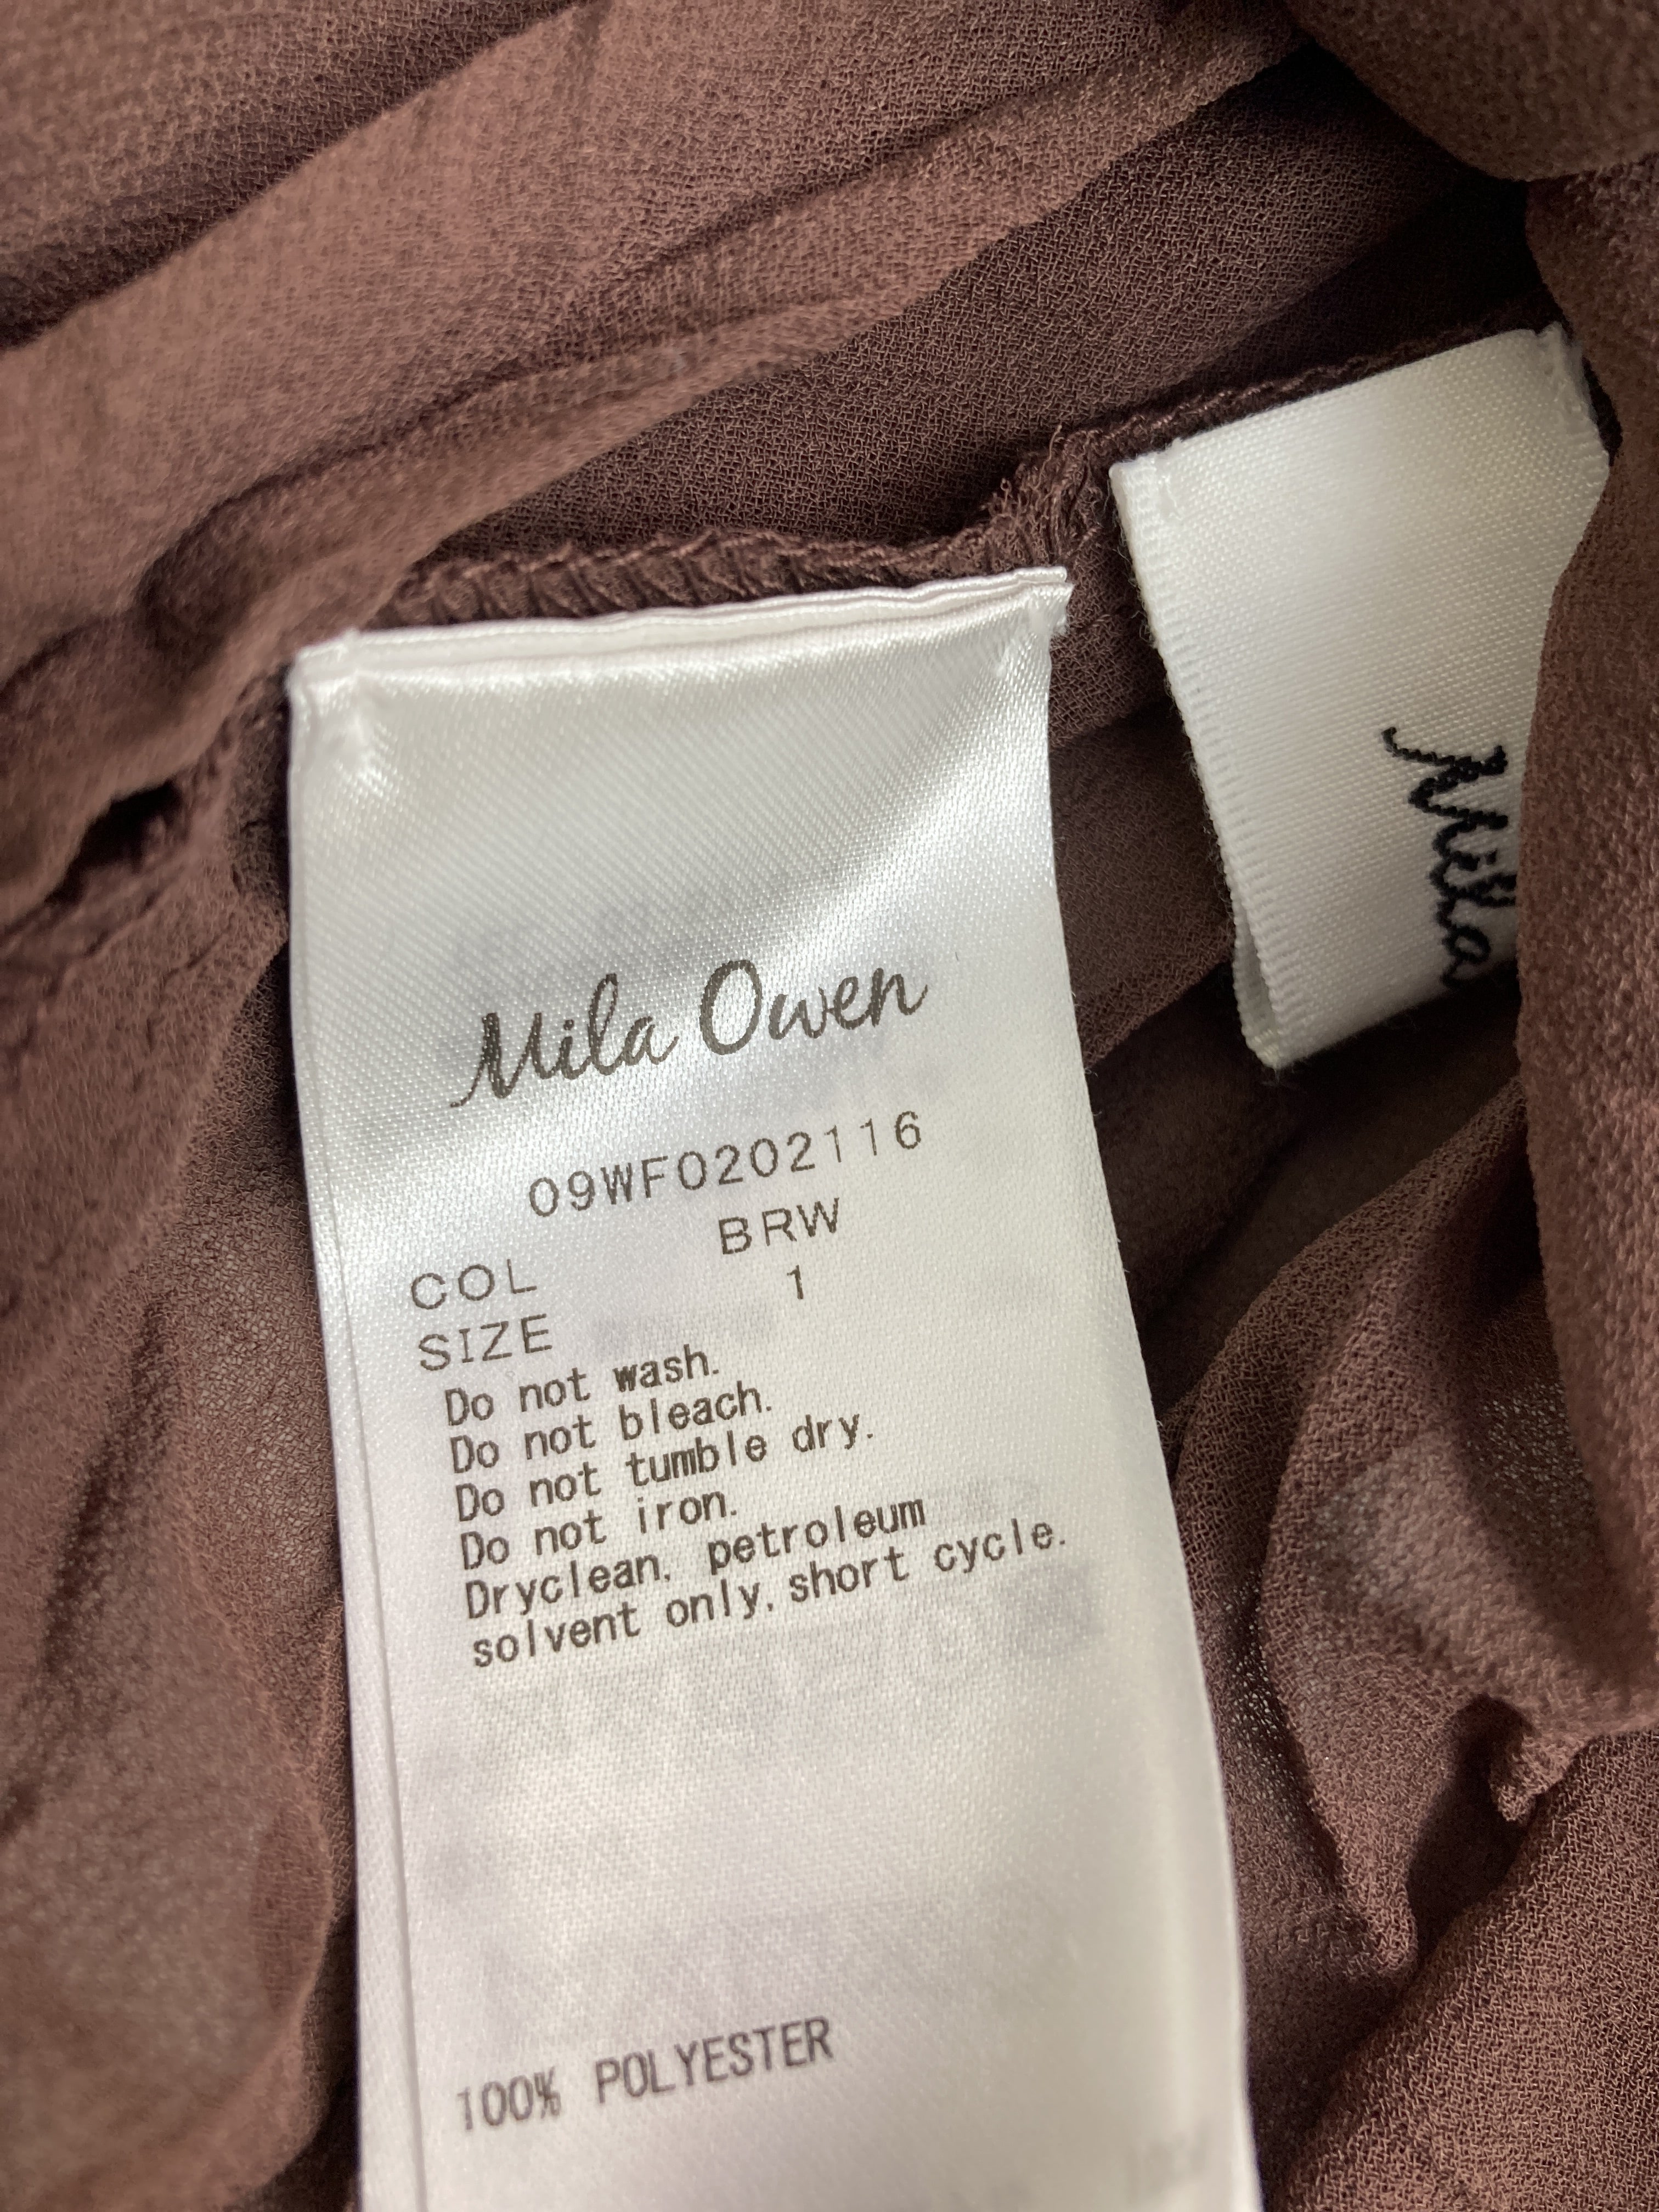 Mila Owen
09WF0202116
COL BRW
SIZE 1
Do not wash.
Do not bleach.
Do not tumble dry.
Do not iron.
Dryclean, petroleum
solvent only, short cycle.
100% POLYESTER
Mila